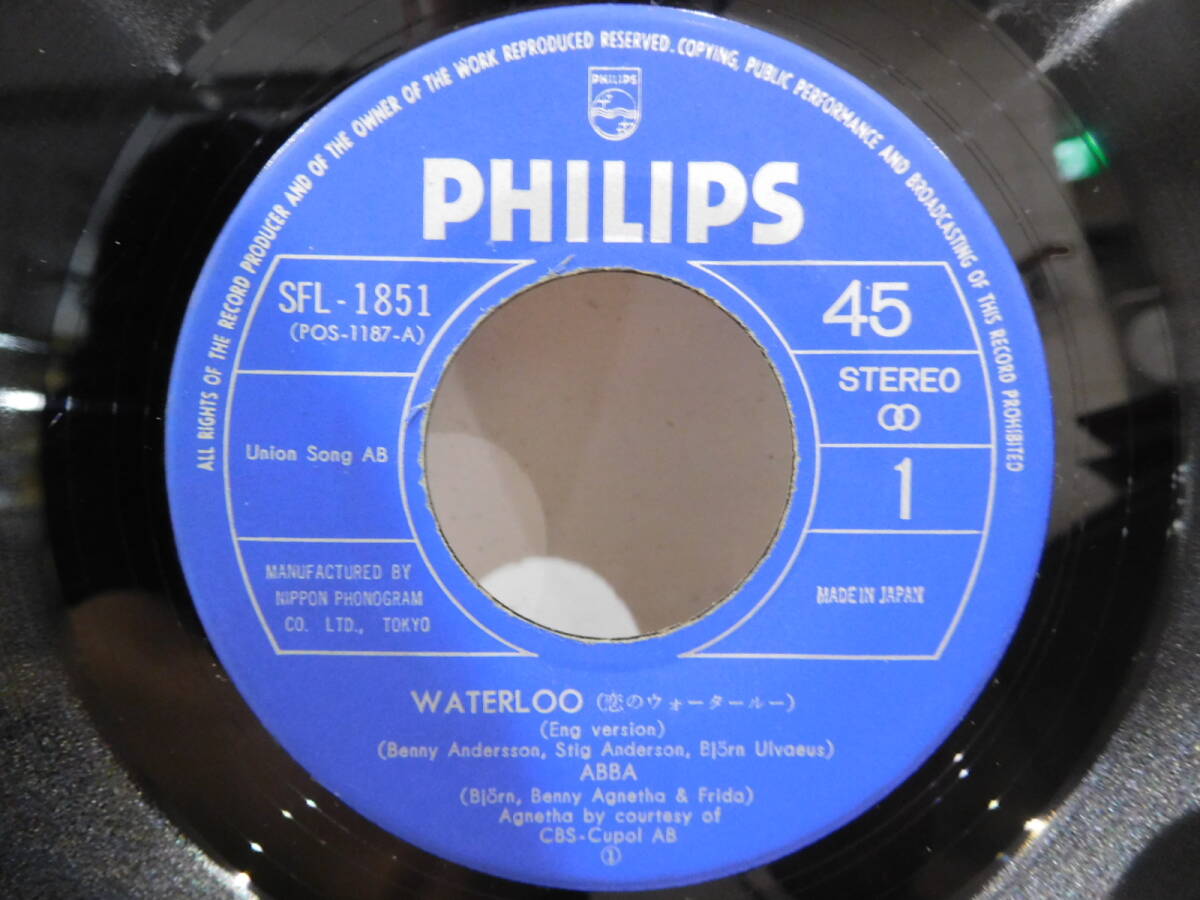 ALL RIGHTS OF THE RECORD PRODUCER AND OF THE OWNER OF THE WORK REPRODUCED RESERVED. COPYING, PUBLIC PERFORMANCE AND BROADCASTING OF THIS RECORD PROHIBITED
PHILIPS
PHILIPS
SFL-1851
(POS-1187-A)
Union Song AB
MANUFACTURED BY
NIPPON PHONOGRAM
CO. LTD., TOKYO
45
STEREO
1
MADE IN JAPAN
WATERLOO (恋のウォータールー)
(Eng version)
(Benny Andersson, Stig Anderson, Björn Ulvaeus)
ABBA
(Björn, Benny Agnetha & Frida)
Agnetha by courtesy of
CBS-Cupol AB
①